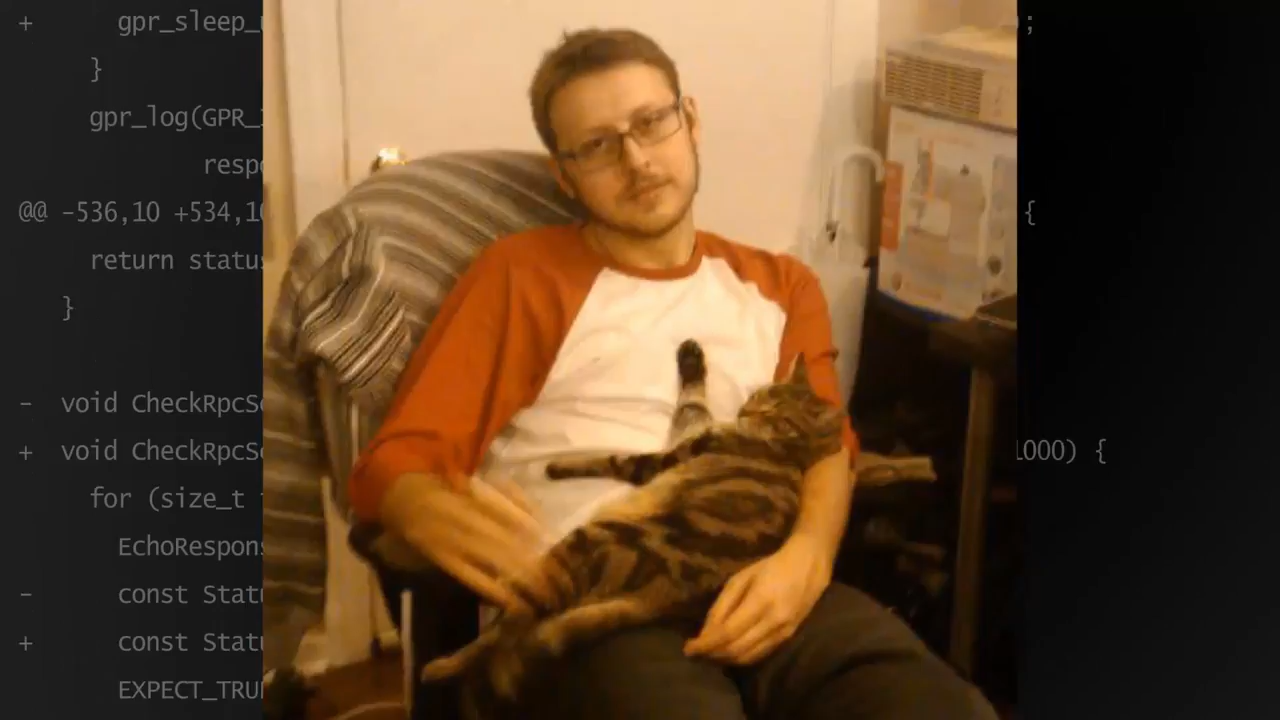 + gpr_sleep_ ;
}
gpr_log(GPR_
resp
@@ -536,10 +534,1 {
return status
}
- void CheckRpcS
+ void CheckRpcS 1000) {
for (size_t
EchoRespons
- const Stat
+ const Stat
EXPECT_TRU